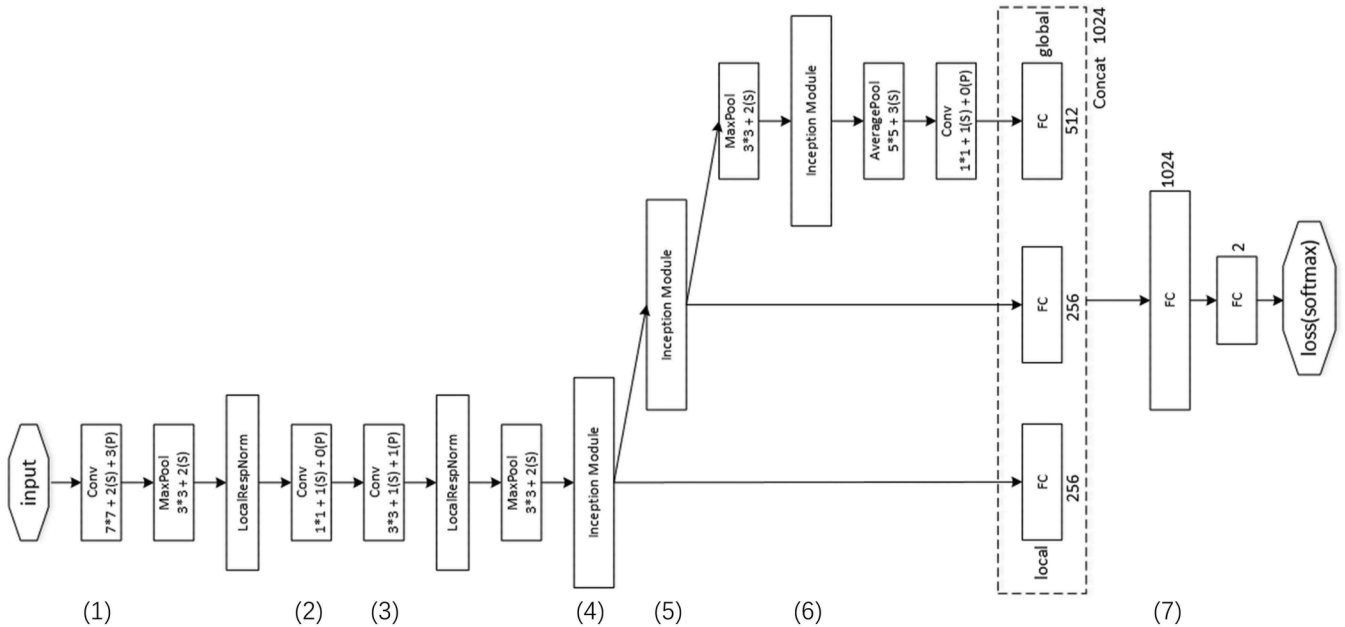 input
Conv
7*7 + 2(S) + 3(P)
MaxPool
3*3 + 2(S)
LocalRespNorm
Conv
1*1 + 1(S) + 0(P)
Conv
3*3 + 1(S) + 1(P)
LocalRespNorm
MaxPool
3*3 + 2(S)
Inception Module
Inception Module
MaxPool
3*3 + 2(S)
Inception Module
AveragePool
5*5 + 3(S)
Conv
1*1 + 1(S) + 0(P)
local
FC
256
FC
256
FC
512
global
Concat 1024
FC
1024
FC
2
loss(softmax)
(1)
(2)
(3)
(4)
(5)
(6)
(7)